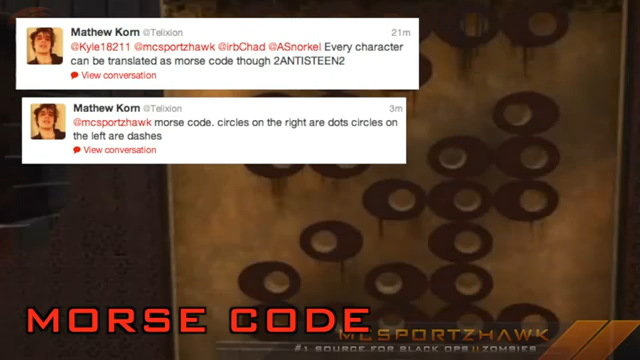 Mathew Korn @Telixion 21m
@Kyle18211 @mcsportzhawk @irbChad @ASnorkel Every character
can be translated as morse code though 2ANTISTEEN2
View conversation
Mathew Korn @Telixion 3m
@mcsportzhawk morse code. circles on the right are dots circles on
the left are dashes
View conversation
MORSE CODE
MCSPORTZHAWK
#1 SOURCE FOR BLACK OPS II ZOMBIES